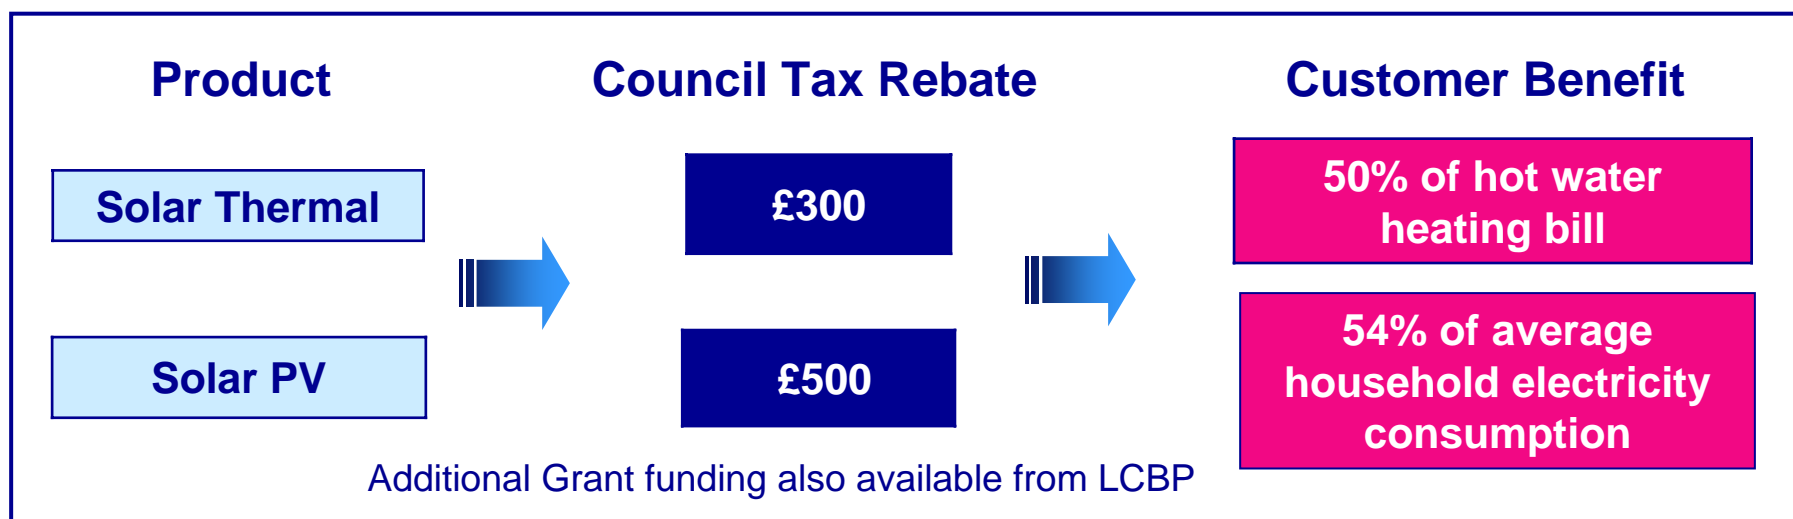 Product
Council Tax Rebate
Customer Benefit
Solar Thermal
£300
50% of hot water
heating bill
Solar PV
£500
54% of average
household electricity
consumption
Additional Grant funding also available from LCBP